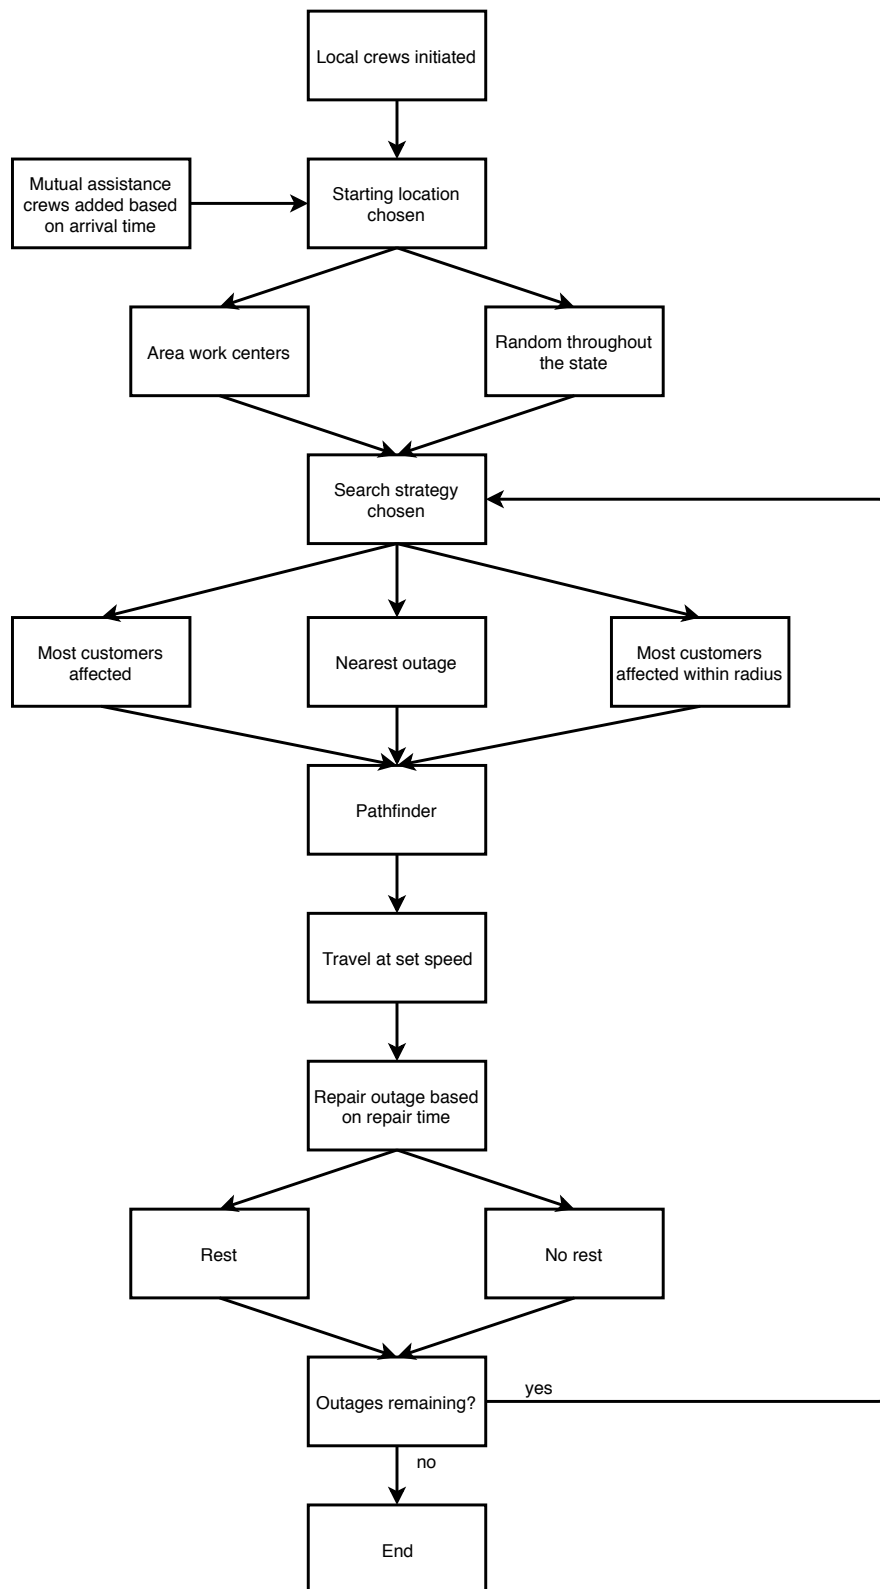 Local crews initiated
Mutual assistance
crews added based
on arrival time
Starting location
chosen
Area work centers
Random throughout
the state
Search strategy
chosen
Most customers
affected
Nearest outage
Most customers
affected within radius
Pathfinder
Travel at set speed
Repair outage based
on repair time
Rest
No rest
Outages remaining?
yes
no
End